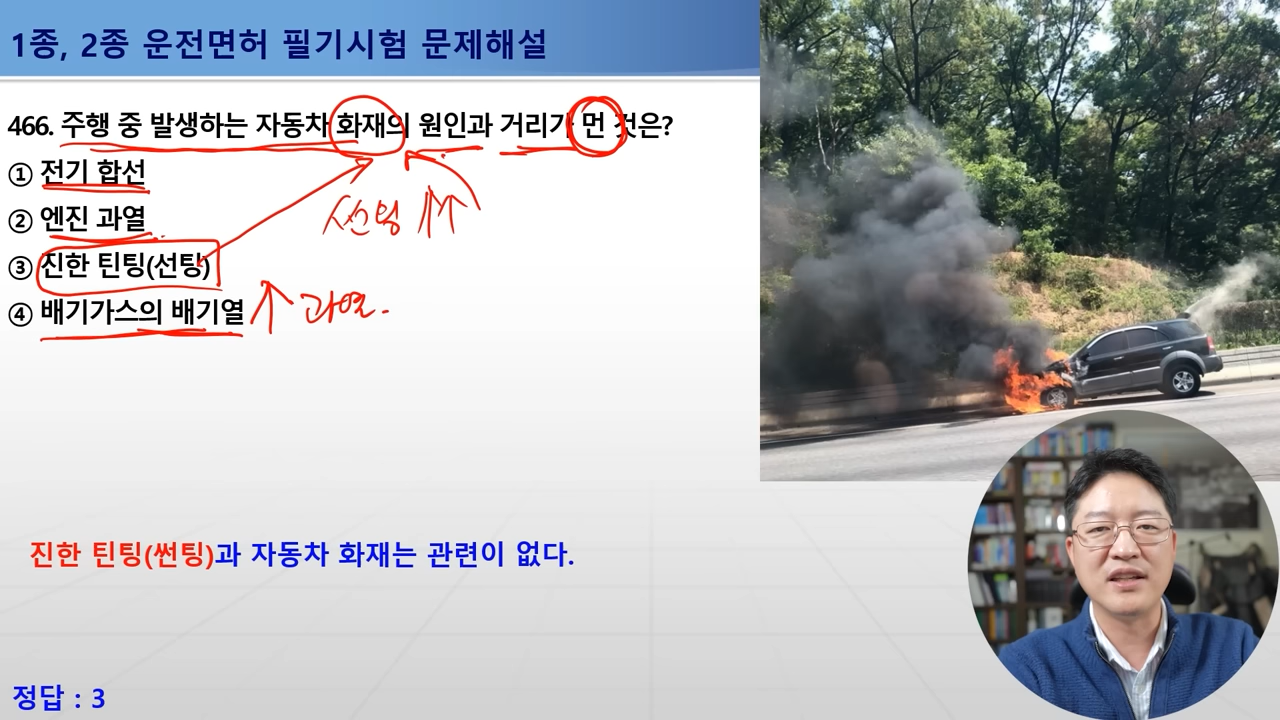 1종, 2종 운전면허 필기시험 문제해설
466. 주행 중 발생하는 자동차 화재의 원인과 거리가 먼 것은?
① 전기 합선
② 엔진 과열
③ 진한 틴팅(선팅)
④ 배기가스의 배기열
선팅
과열.
진한 틴팅(썬팅)과 자동차 화재는 관련이 없다.
정답 : 3